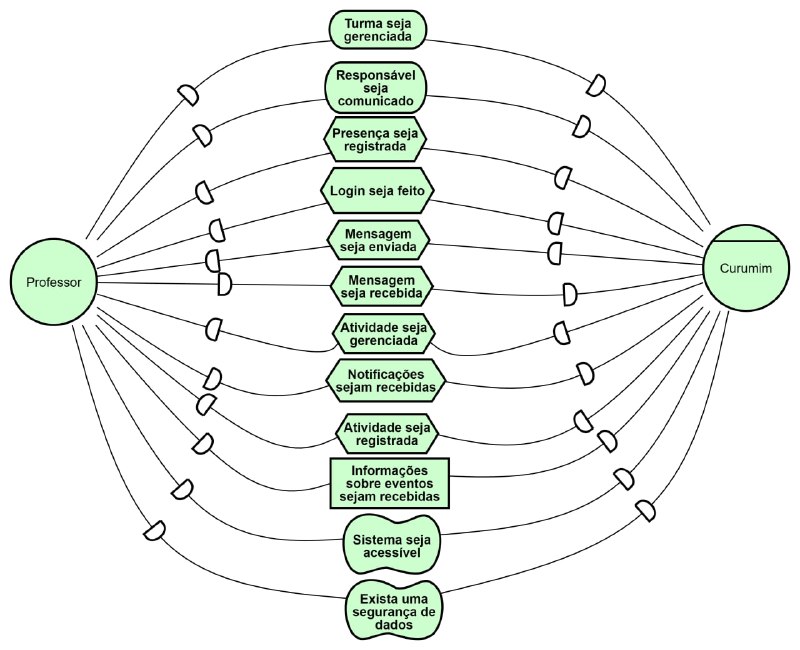 Turma seja
gerenciada
Responsável
seja
comunicado
Presença seja
registrada
Login seja feito
Mensagem
seja enviada
Professor
Curumim
Mensagem
seja recebida
Atividade seja
gerenciada
Notificações
sejam recebidas
Atividade seja
registrada
Informações
sobre eventos
sejam recebidas
Sistema seja
acessível
Exista uma
segurança de
dados